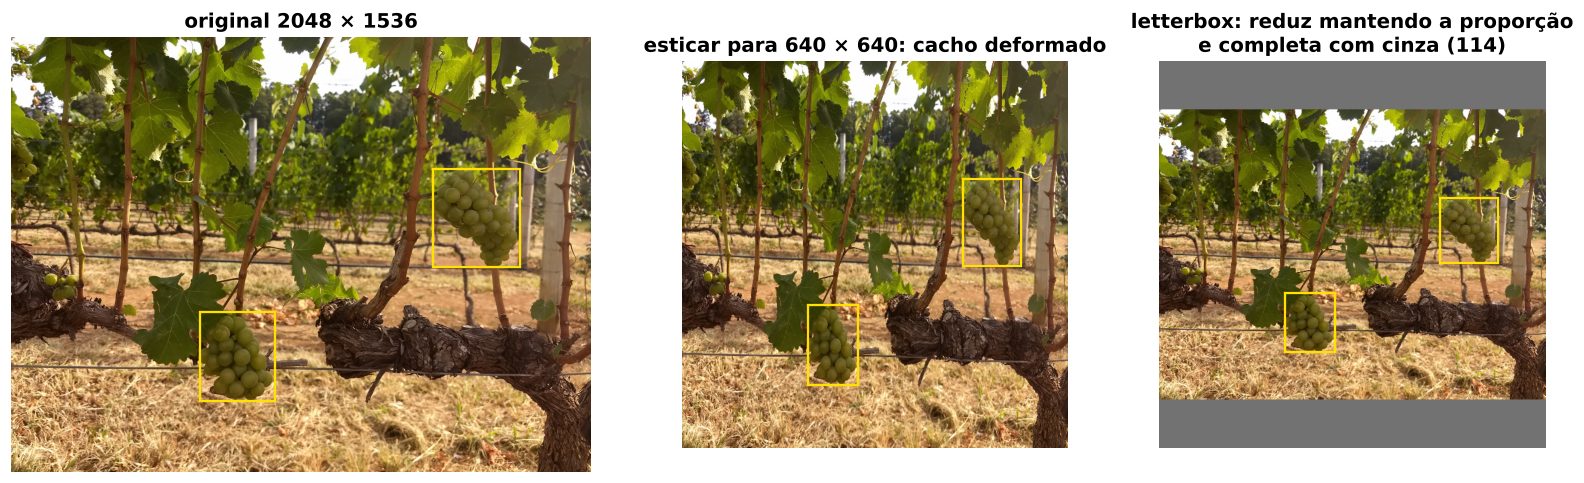 original 2048 × 1536
esticar para 640 × 640: cacho deformado
letterbox: reduz mantendo a proporção
e completa com cinza (114)